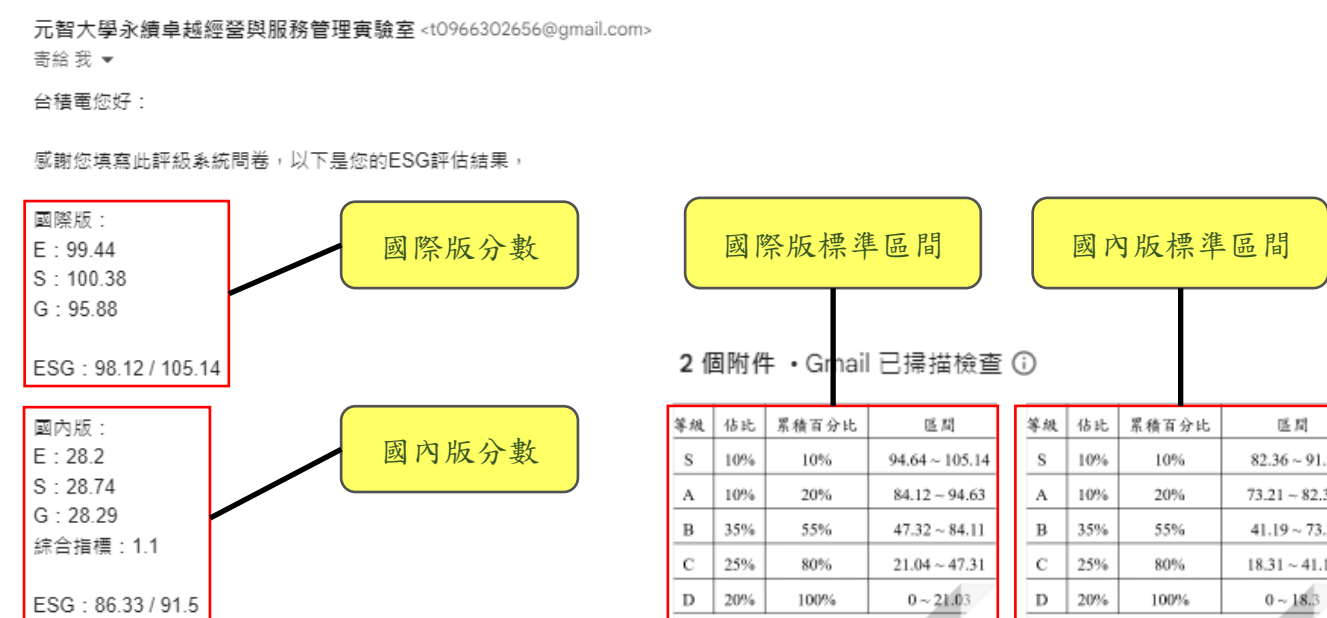 元智大學永續卓越經營與服務管理實驗室 <t0966302656@gmail.com>
寄給 我
台積電您好：
感謝您填寫此評級系統問卷，以下是您的ESG評估結果，
國際版：
E：99.44
S：100.38
G：95.88
ESG：98.12 / 105.14
國際版分數
國內版：
E：28.2
S：28.74
G：28.29
綜合指標：1.1
ESG：86.33 / 91.5
國內版分數
國際版標準區間
國內版標準區間
2 個附件 • Gmail 已掃描檢查
等級 佔比 累積百分比 區間
S 10% 10% 94.64 ~ 105.14
A 10% 20% 84.12 ~ 94.63
B 35% 55% 47.32 ~ 84.11
C 25% 80% 21.04 ~ 47.31
D 20% 100% 0 ~ 21.03
等級 佔比 累積百分比 區間
S 10% 10% 82.36 ~ 91.
A 10% 20% 73.21 ~ 82.3
B 35% 55% 41.19 ~ 73.
C 25% 80% 18.31 ~ 41.1
D 20% 100% 0 ~ 18.3